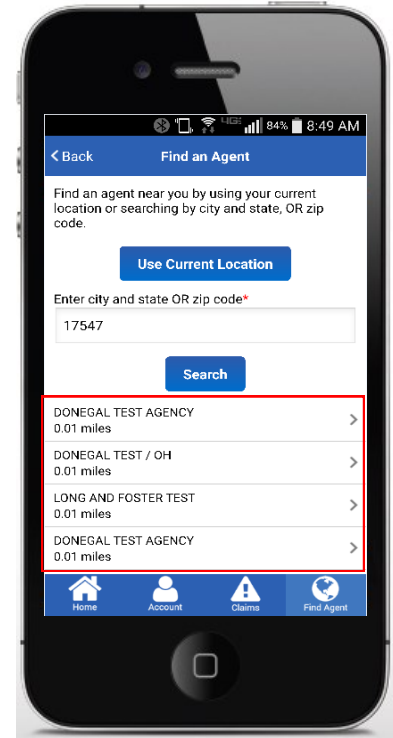 4GE 84% 8:49 AM
Back Find an Agent
Find an agent near you by using your current
location or searching by city and state, OR zip
code.
Use Current Location
Enter city and state OR zip code*
17547
Search
DONEGAL TEST AGENCY
0.01 miles
DONEGAL TEST / OH
0.01 miles
LONG AND FOSTER TEST
0.01 miles
DONEGAL TEST AGENCY
0.01 miles
Home Account Claims Find Agent